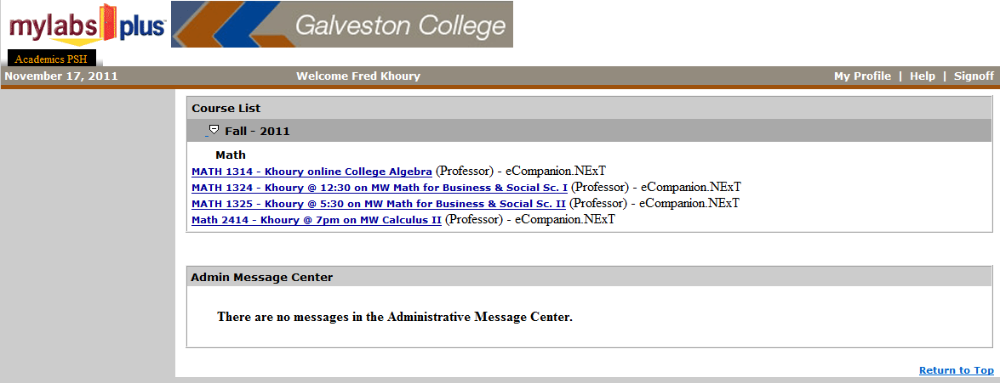 mylabs plus
Galveston College
Academics PSH
November 17, 2011 Welcome Fred Khoury My Profile | Help | Signoff
Course List
Fall - 2011
Math
MATH 1314 - Khoury online College Algebra (Professor) - eCompanion.NExT
MATH 1324 - Khoury @ 12:30 on MW Math for Business & Social Sc. I (Professor) - eCompanion.NExT
MATH 1325 - Khoury @ 5:30 on MW Math for Business & Social Sc. II (Professor) - eCompanion.NExT
Math 2414 - Khoury @ 7pm on MW Calculus II (Professor) - eCompanion.NExT
Admin Message Center
There are no messages in the Administrative Message Center.
Return to Top